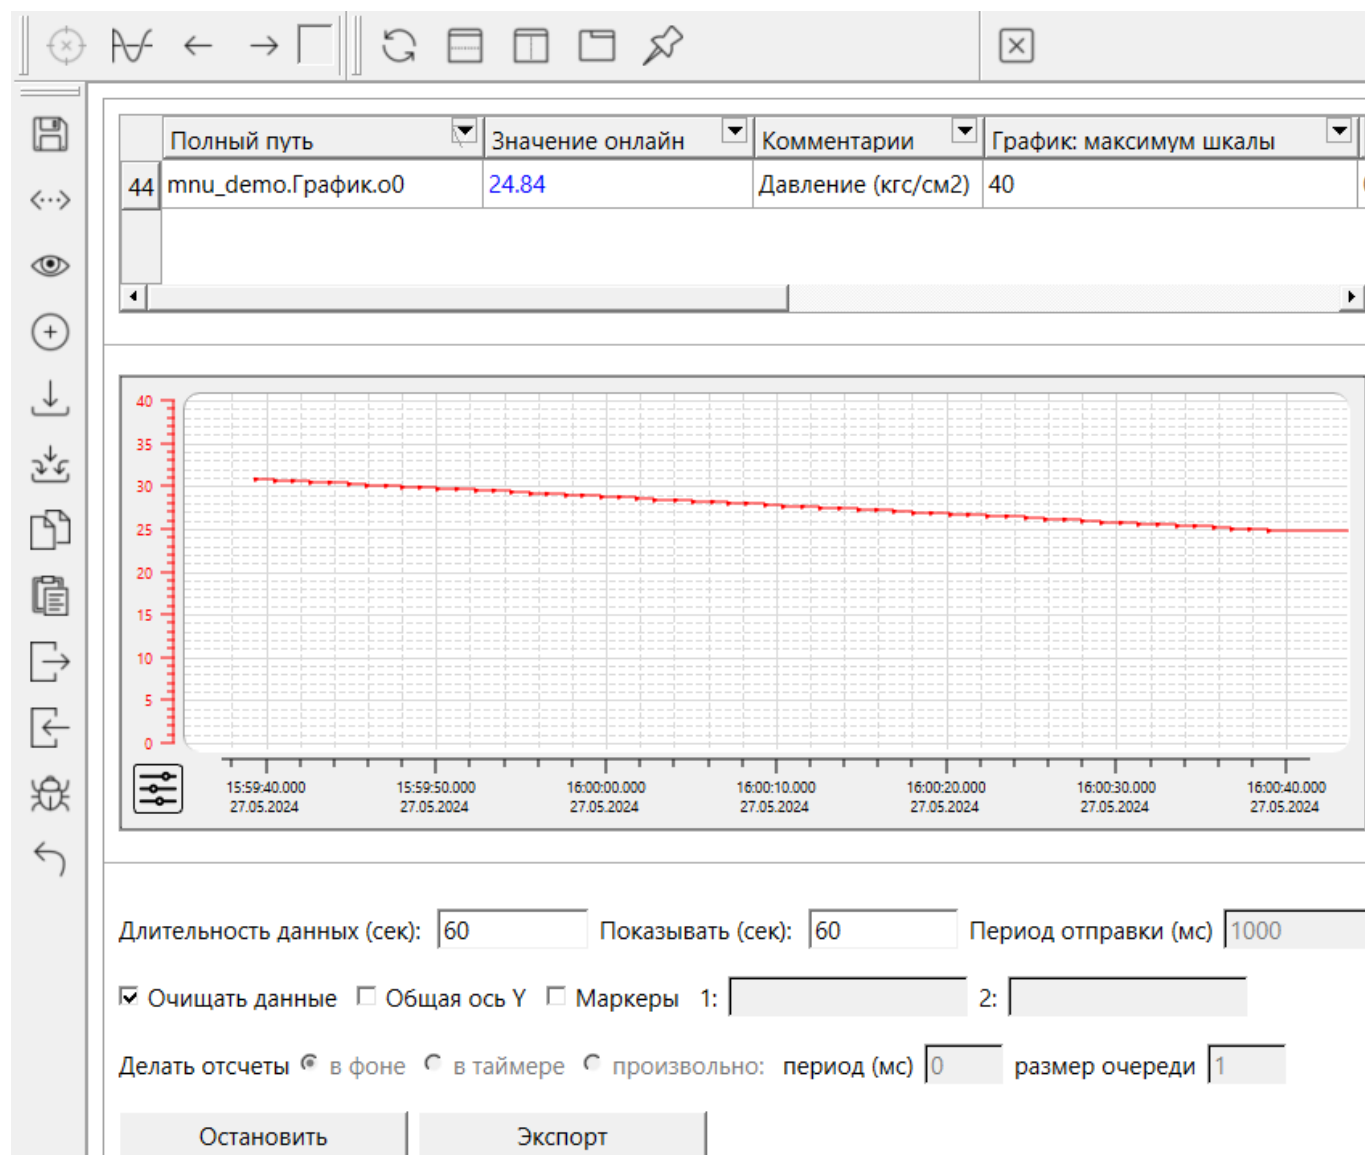 Полный путь Значение онлайн Комментарии График: максимум шкалы
44 mnu_demo.График.o0 24.84 Давление (кгс/см2) 40
40
35
30
25
20
15
10
5
0
15:59:40.000 15:59:50.000 16:00:00.000 16:00:10.000 16:00:20.000 16:00:30.000 16:00:40.000
27.05.2024 27.05.2024 27.05.2024 27.05.2024 27.05.2024 27.05.2024 27.05.2024
Длительность данных (сек): 60 Показывать (сек): 60 Период отправки (мс) 1000
Очищать данные Общая ось Y Маркеры 1: 2:
Делать отсчеты в фоне в таймере произвольно: период (мс) 0 размер очереди 1
Остановить Экспорт